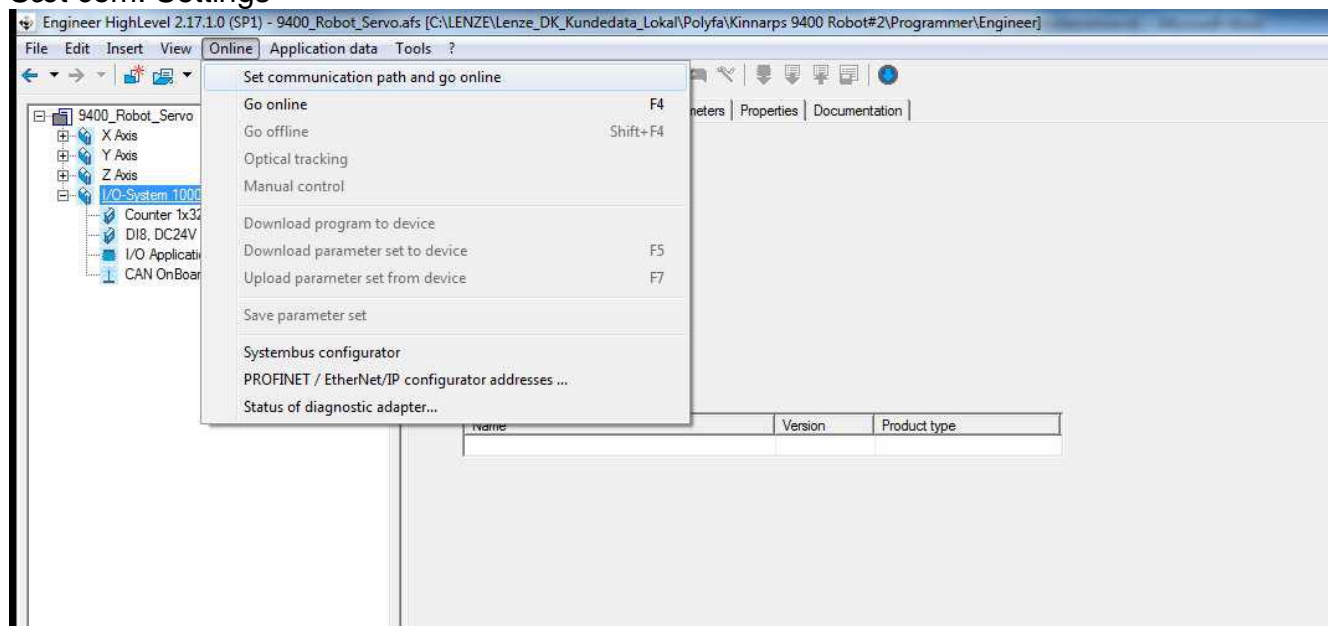 Engineer HighLevel 2.17.1.0 (SP1) - 9400_Robot_Servo.afs [C:\LENZE\Lenze_DK_Kundedata_Lokal\Polyfa\Kinnarps 9400 Robot#2\Programmer\Engineer]
File Edit Insert View Online Application data Tools ?
Set communication path and go online
Go online F4
Go offline Shift+F4
Optical tracking
Manual control
Download program to device
Download parameter set to device F5
Upload parameter set from device F7
Save parameter set
Systembus configurator
PROFINET / EtherNet/IP configurator addresses ...
Status of diagnostic adapter...
9400_Robot_Servo
X Axis
Y Axis
Z Axis
I/O-System 1000
Counter 1x32
DI8, DC24V
I/O Applicati
CAN OnBoar
neters Properties Documentation
Name Version Product type